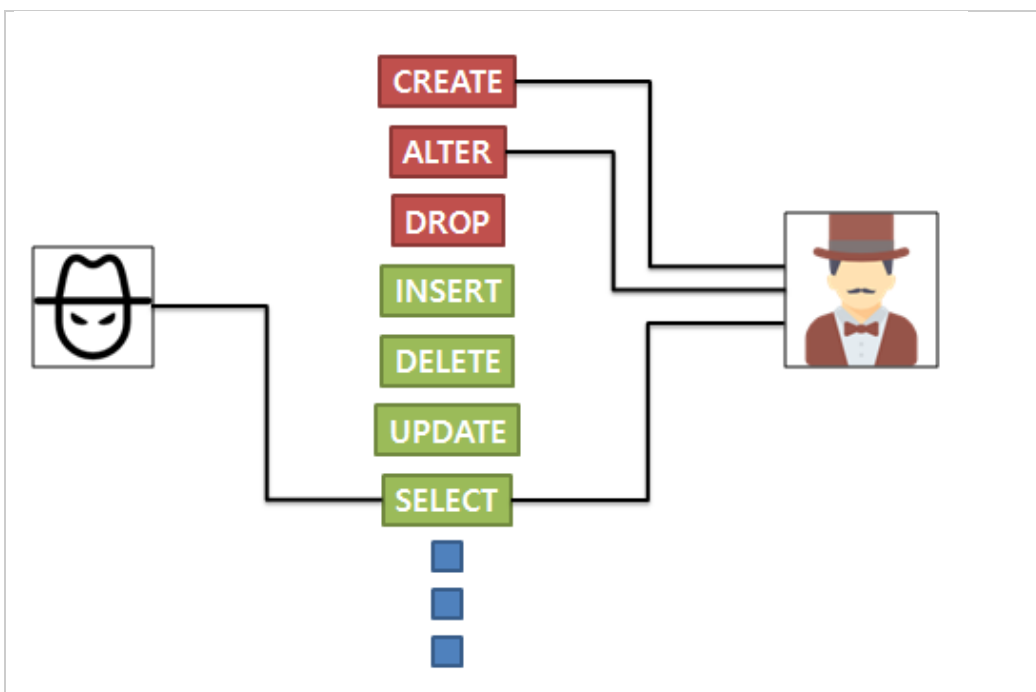 CREATE
ALTER
DROP
INSERT
DELETE
UPDATE
SELECT